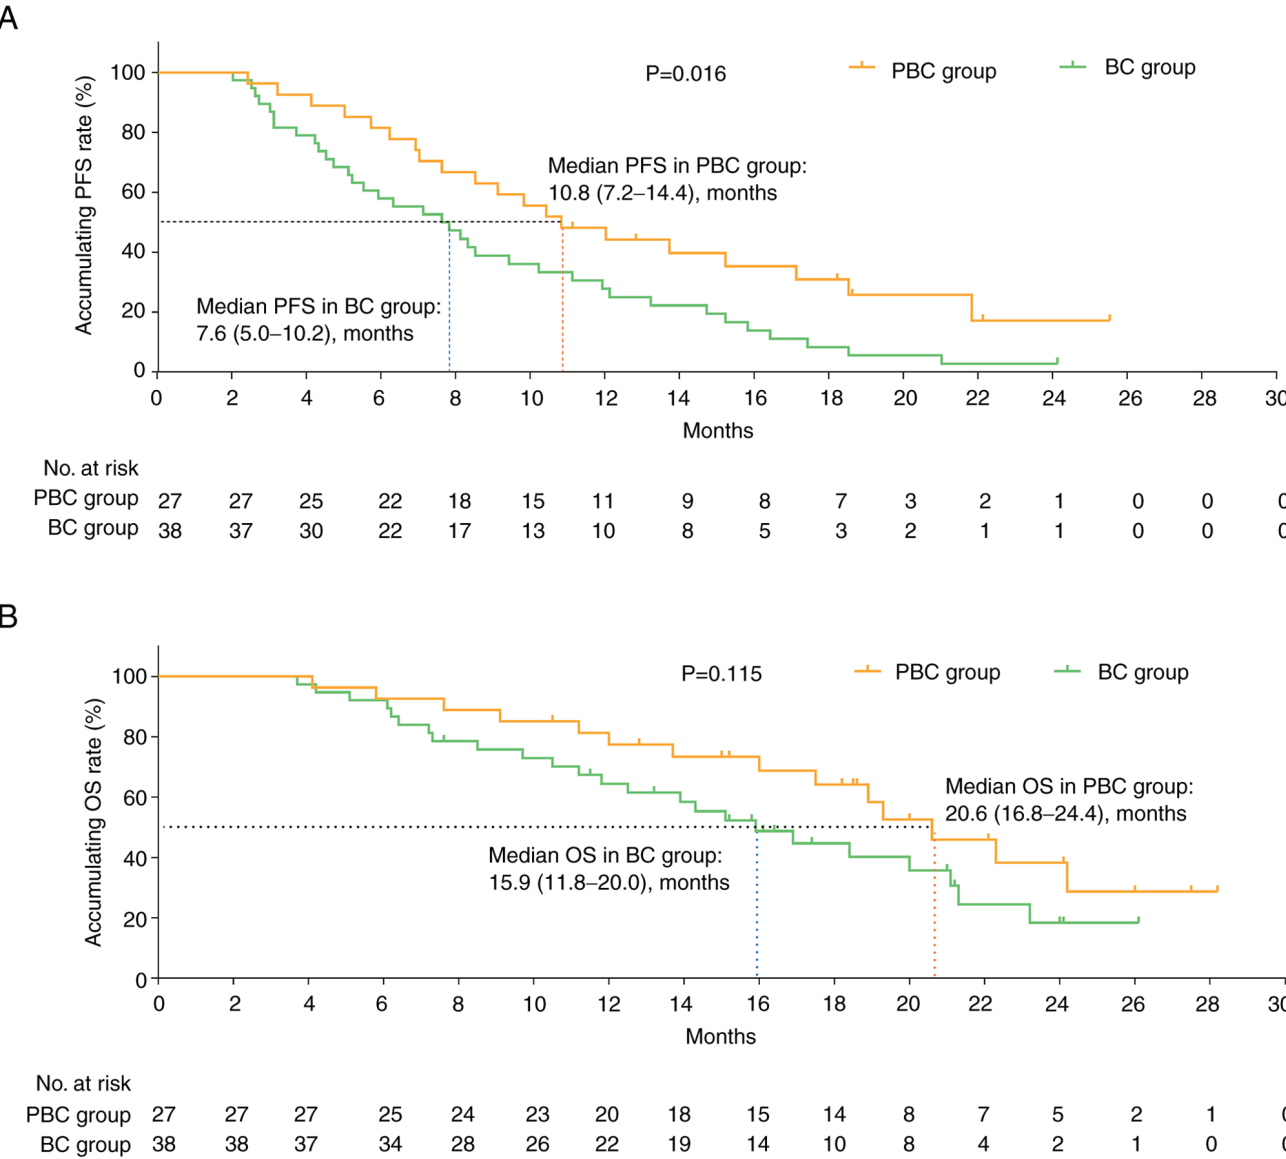 A
P=0.016
PBC group
BC group
Accumulating PFS rate (%)
100
80
60
40
20
0
Median PFS in PBC group:
10.8 (7.2–14.4), months
Median PFS in BC group:
7.6 (5.0–10.2), months
0 2 4 6 8 10 12 14 16 18 20 22 24 26 28 30
Months
No. at risk
PBC group 27 27 25 22 18 15 11 9 8 7 3 2 1 0 0 0
BC group 38 37 30 22 17 13 10 8 5 3 2 1 1 0 0 0
B
P=0.115
PBC group
BC group
Accumulating OS rate (%)
100
80
60
40
20
0
Median OS in PBC group:
20.6 (16.8–24.4), months
Median OS in BC group:
15.9 (11.8–20.0), months
0 2 4 6 8 10 12 14 16 18 20 22 24 26 28 30
Months
No. at risk
PBC group 27 27 27 25 24 23 20 18 15 14 8 7 5 2 1 0
BC group 38 38 37 34 28 26 22 19 14 10 8 4 2 1 0 0